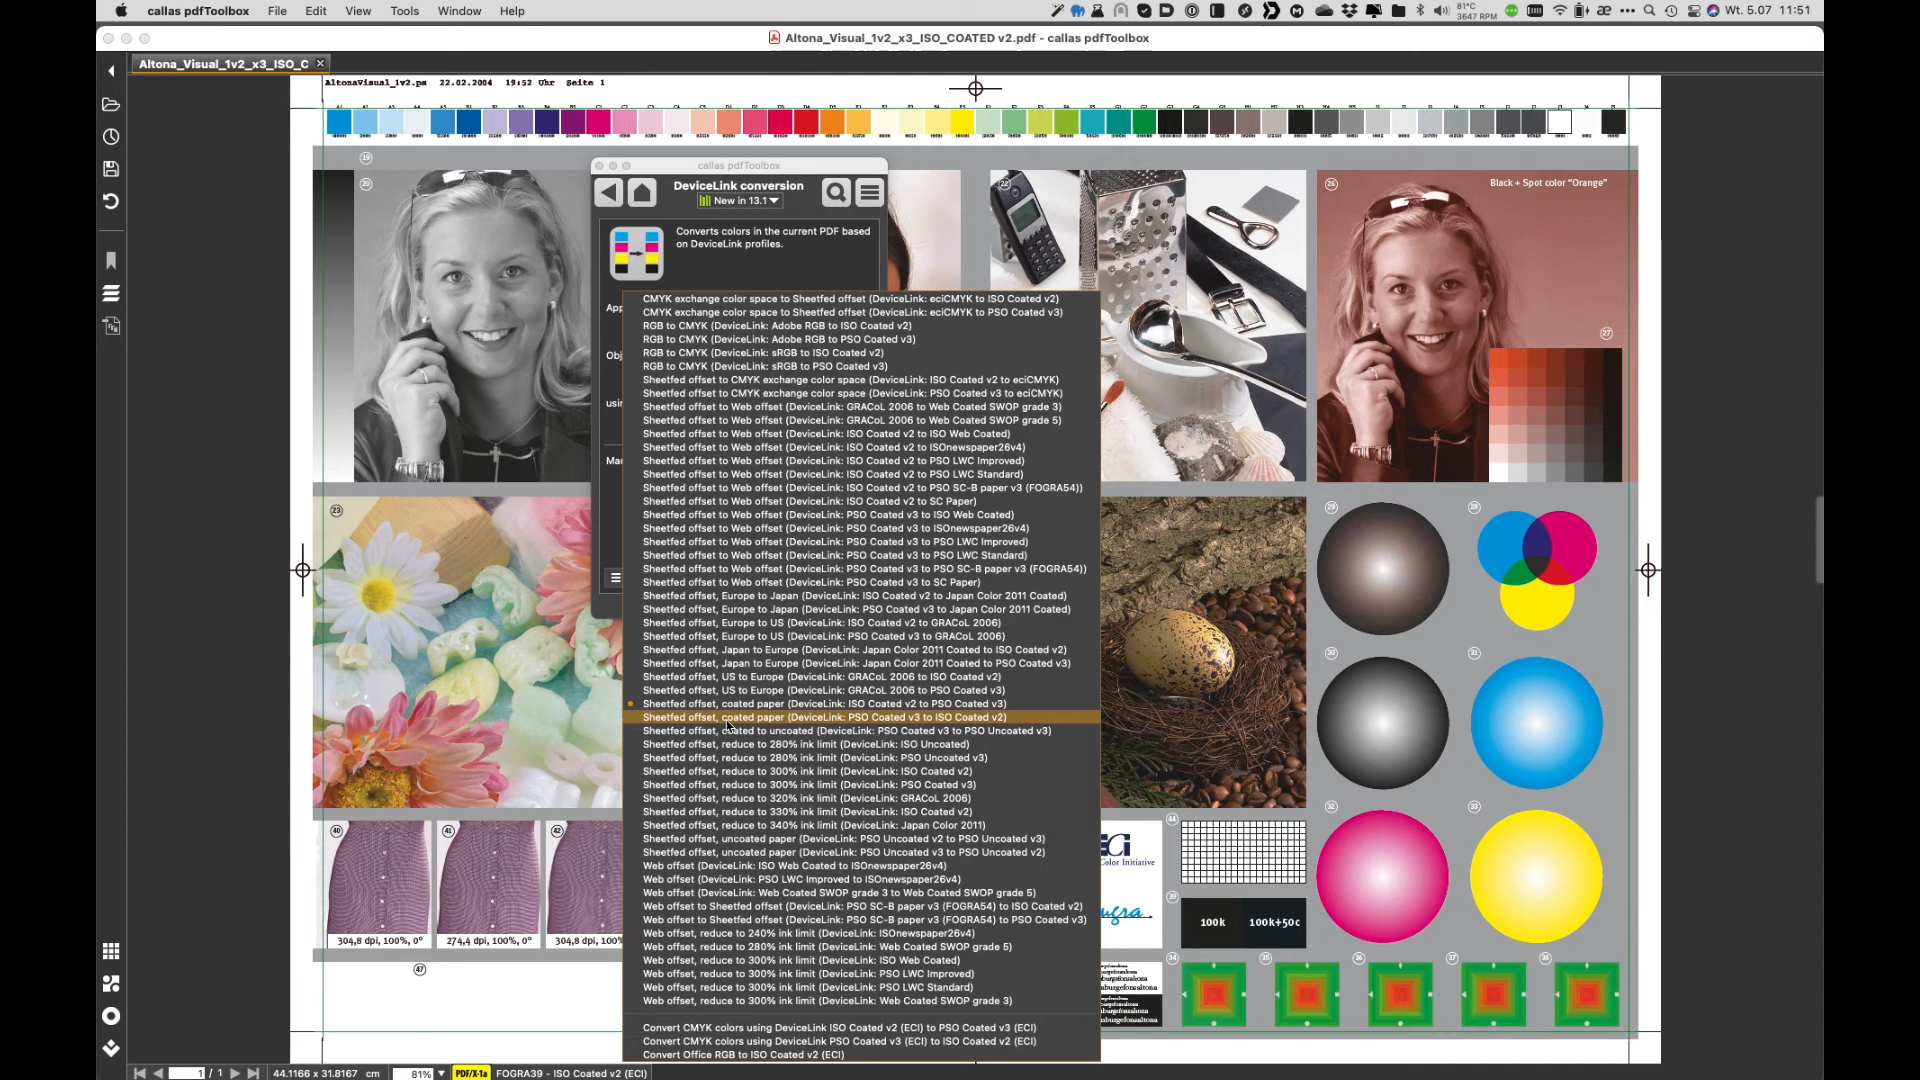 callas pdfToolbox File Edit View Tools Window Help
81°C
3647 RPM
Wt. 5.07 11:51
Altona_Visual_1v2_x3_ISO_COATED v2.pdf - callas pdfToolbox
Altona_Visual_1v2_x3_ISO_C
AltonaVisual_1v2.ps 22.02.2004 19:52 Uhr Seite 1
19
20
22
26
Black + Spot color "Orange"
27
callas pdfToolbox
DeviceLink conversion
New in 13.1
Converts colors in the current PDF based
on DeviceLink profiles.
App
Obj
usin
Mar
CMYK exchange color space to Sheetfed offset (DeviceLink: eciCMYK to ISO Coated v2)
CMYK exchange color space to Sheetfed offset (DeviceLink: eciCMYK to PSO Coated v3)
RGB to CMYK (DeviceLink: Adobe RGB to ISO Coated v2)
RGB to CMYK (DeviceLink: Adobe RGB to PSO Coated v3)
RGB to CMYK (DeviceLink: sRGB to ISO Coated v2)
RGB to CMYK (DeviceLink: sRGB to PSO Coated v3)
Sheetfed offset to CMYK exchange color space (DeviceLink: ISO Coated v2 to eciCMYK)
Sheetfed offset to CMYK exchange color space (DeviceLink: PSO Coated v3 to eciCMYK)
Sheetfed offset to Web offset (DeviceLink: GRACoL 2006 to Web Coated SWOP grade 3)
Sheetfed offset to Web offset (DeviceLink: GRACoL 2006 to Web Coated SWOP grade 5)
Sheetfed offset to Web offset (DeviceLink: ISO Coated v2 to ISO Web Coated)
Sheetfed offset to Web offset (DeviceLink: ISO Coated v2 to ISOnewspaper26v4)
Sheetfed offset to Web offset (DeviceLink: ISO Coated v2 to PSO LWC Improved)
Sheetfed offset to Web offset (DeviceLink: ISO Coated v2 to PSO LWC Standard)
Sheetfed offset to Web offset (DeviceLink: ISO Coated v2 to PSO SC-B paper v3 (FOGRA54))
Sheetfed offset to Web offset (DeviceLink: ISO Coated v2 to SC Paper)
Sheetfed offset to Web offset (DeviceLink: PSO Coated v3 to ISO Web Coated)
Sheetfed offset to Web offset (DeviceLink: PSO Coated v3 to ISOnewspaper26v4)
Sheetfed offset to Web offset (DeviceLink: PSO Coated v3 to PSO LWC Improved)
Sheetfed offset to Web offset (DeviceLink: PSO Coated v3 to PSO LWC Standard)
Sheetfed offset to Web offset (DeviceLink: PSO Coated v3 to PSO SC-B paper v3 (FOGRA54))
Sheetfed offset to Web offset (DeviceLink: PSO Coated v3 to SC Paper)
Sheetfed offset, Europe to Japan (DeviceLink: ISO Coated v2 to Japan Color 2011 Coated)
Sheetfed offset, Europe to Japan (DeviceLink: PSO Coated v3 to Japan Color 2011 Coated)
Sheetfed offset, Europe to US (DeviceLink: ISO Coated v2 to GRACoL 2006)
Sheetfed offset, Europe to US (DeviceLink: PSO Coated v3 to GRACoL 2006)
Sheetfed offset, Japan to Europe (DeviceLink: Japan Color 2011 Coated to ISO Coated v2)
Sheetfed offset, Japan to Europe (DeviceLink: Japan Color 2011 Coated to PSO Coated v3)
Sheetfed offset, US to Europe (DeviceLink: GRACoL 2006 to ISO Coated v2)
Sheetfed offset, US to Europe (DeviceLink: GRACoL 2006 to PSO Coated v3)
Sheetfed offset, coated paper (DeviceLink: ISO Coated v2 to PSO Coated v3)
Sheetfed offset, coated paper (DeviceLink: PSO Coated v3 to ISO Coated v2)
Sheetfed offset, coated to uncoated (DeviceLink: PSO Coated v3 to PSO Uncoated v3)
Sheetfed offset, reduce to 280% ink limit (DeviceLink: ISO Uncoated)
Sheetfed offset, reduce to 280% ink limit (DeviceLink: PSO Uncoated v3)
Sheetfed offset, reduce to 300% ink limit (DeviceLink: ISO Coated v2)
Sheetfed offset, reduce to 300% ink limit (DeviceLink: PSO Coated v3)
Sheetfed offset, reduce to 320% ink limit (DeviceLink: GRACoL 2006)
Sheetfed offset, reduce to 330% ink limit (DeviceLink: ISO Coated v2)
Sheetfed offset, reduce to 340% ink limit (DeviceLink: Japan Color 2011)
Sheetfed offset, uncoated paper (DeviceLink: PSO Uncoated v2 to PSO Uncoated v3)
Sheetfed offset, uncoated paper (DeviceLink: PSO Uncoated v3 to PSO Uncoated v2)
Web offset (DeviceLink: ISO Web Coated to ISOnewspaper26v4)
Web offset (DeviceLink: PSO LWC Improved to ISOnewspaper26v4)
Web offset (DeviceLink: Web Coated SWOP grade 3 to Web Coated SWOP grade 5)
Web offset to Sheetfed offset (DeviceLink: PSO SC-B paper v3 (FOGRA54) to ISO Coated v2)
Web offset to Sheetfed offset (DeviceLink: PSO SC-B paper v3 (FOGRA54) to PSO Coated v3)
Web offset, reduce to 240% ink limit (DeviceLink: ISOnewspaper26v4)
Web offset, reduce to 280% ink limit (DeviceLink: Web Coated SWOP grade 5)
Web offset, reduce to 300% ink limit (DeviceLink: ISO Web Coated)
Web offset, reduce to 300% ink limit (DeviceLink: PSO LWC Improved)
Web offset, reduce to 300% ink limit (DeviceLink: PSO LWC Standard)
Web offset, reduce to 300% ink limit (DeviceLink: Web Coated SWOP grade 3)
Convert CMYK colors using DeviceLink ISO Coated v2 (ECI) to PSO Coated v3 (ECI)
Convert CMYK colors using DeviceLink PSO Coated v3 (ECI) to ISO Coated v2 (ECI)
Convert Office RGB to ISO Coated v2 (ECI)
23
29
28
30
31
32
33
40
41
42
304,8 dpi, 100%, 0°
274,4 dpi, 100%, 0°
304,8 dpi, 100%, 0°
47
44
Color Initiative
39
100k
100k+50c
34
35
36
37
38
1 / 1
44.1166 x 31.8167 cm
81%
PDF/X-1a
FOGRA39 - ISO Coated v2 (ECI)